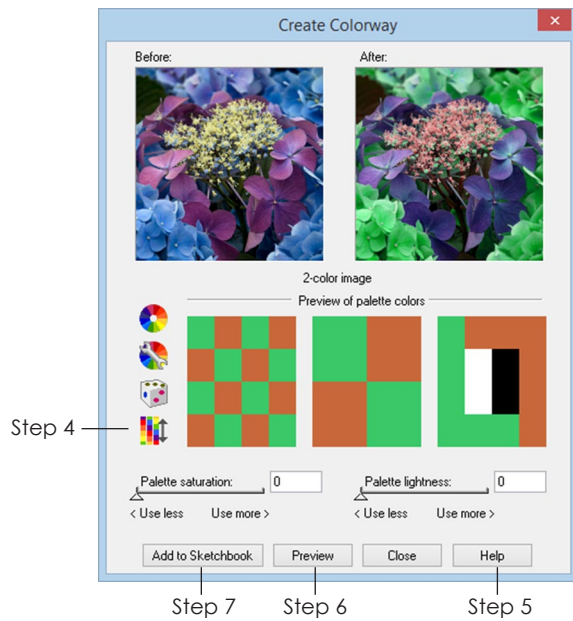 Create Colorway
Before:
After:
2-color image
Preview of palette colors
Step 4
Palette saturation: 0
Palette lightness: 0
< Use less Use more >
< Use less Use more >
Add to Sketchbook
Preview
Close
Help
Step 7
Step 6
Step 5